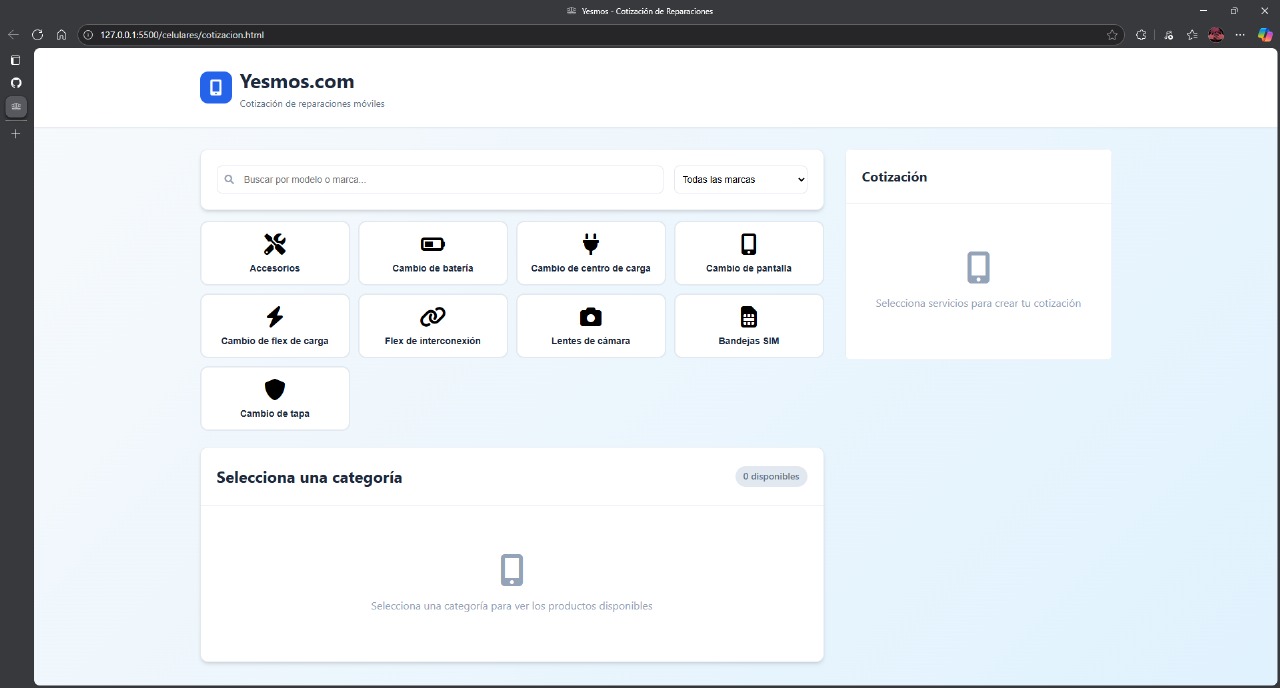 Yesmos - Cotización de Reparaciones
127.0.0.1:5500/celulares/cotizacion.html
Yesmos.com
Cotización de reparaciones móviles
Buscar por modelo o marca...
Todas las marcas
Cotización
Accesorios
Cambio de batería
Cambio de centro de carga
Cambio de pantalla
Selecciona servicios para crear tu cotización
Cambio de flex de carga
Flex de interconexión
Lentes de cámara
Bandejas SIM
Cambio de tapa
Selecciona una categoría
0 disponibles
Selecciona una categoría para ver los productos disponibles